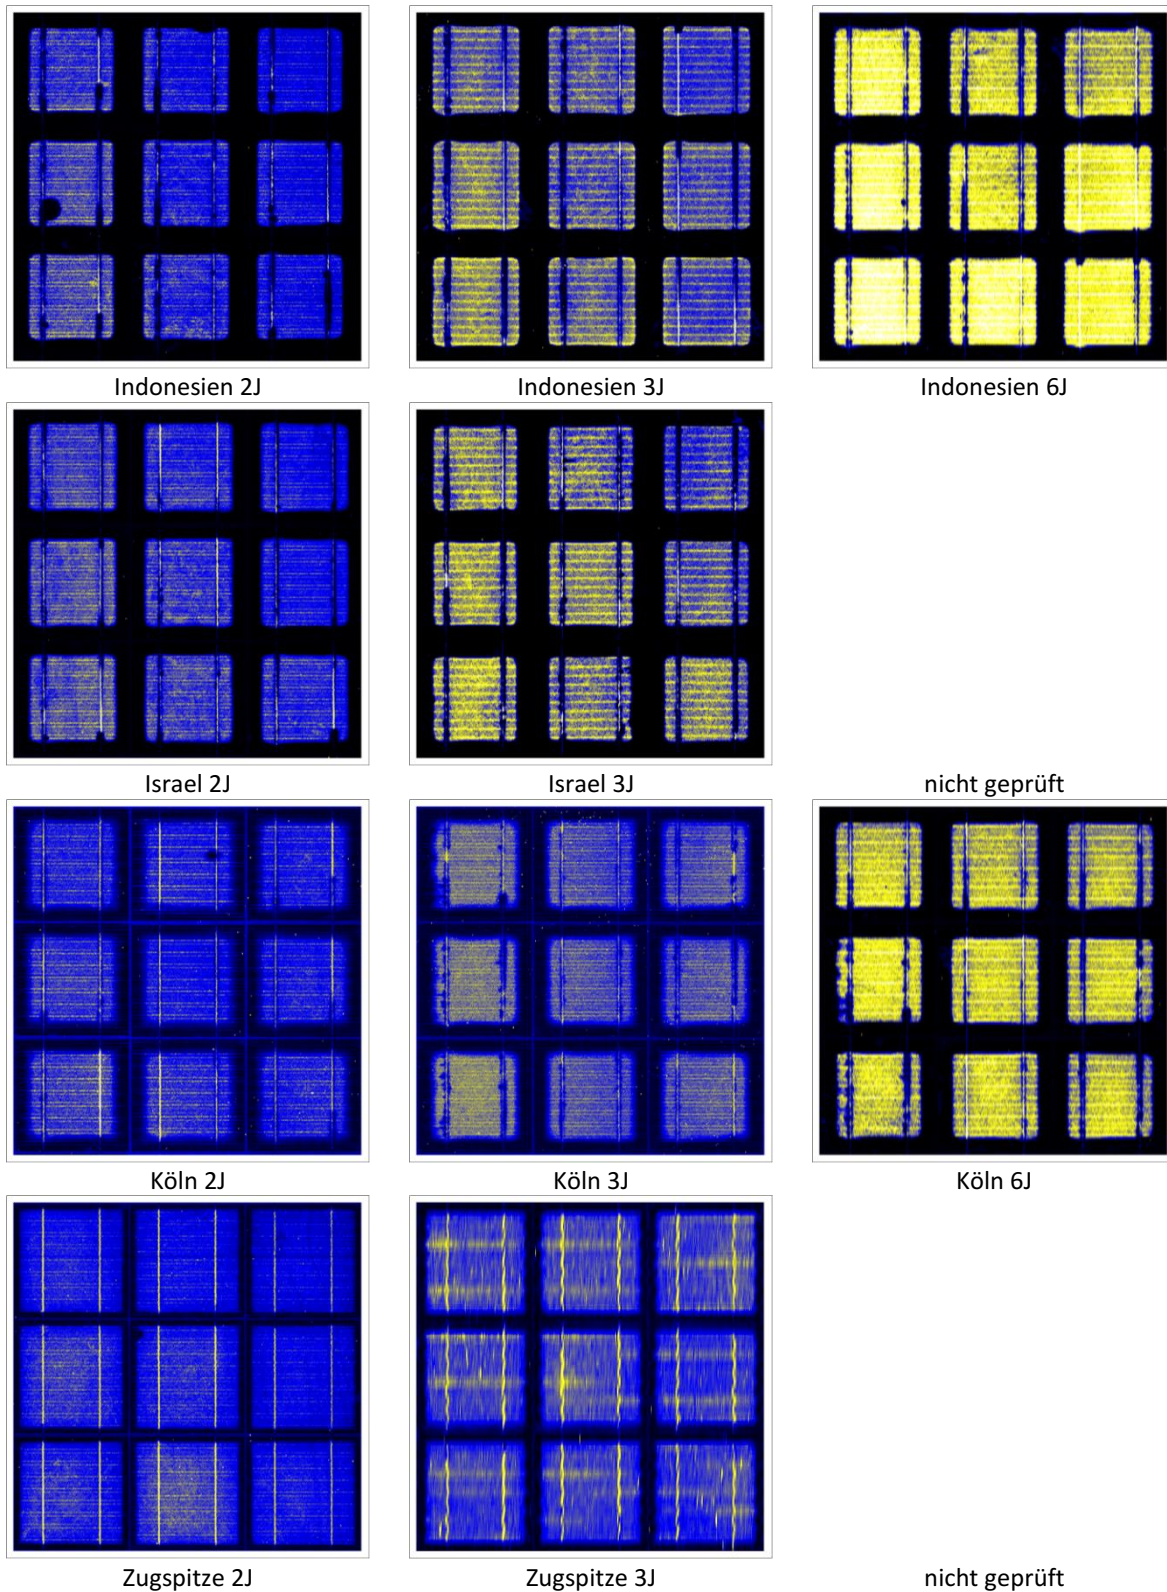 Indonesien 2J
Indonesien 3J
Indonesien 6J
Israel 2J
Israel 3J
nicht geprüft
Köln 2J
Köln 3J
Köln 6J
Zugspitze 2J
Zugspitze 3J
nicht geprüft